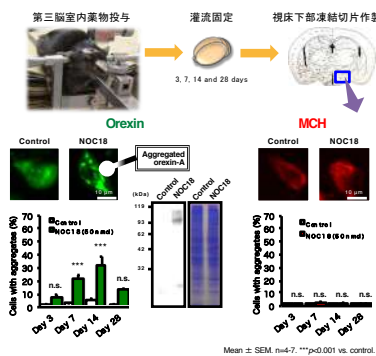 第三脳室内薬物投与
灌流固定
視床下部凍結切片作製
3, 7, 14 and 28 days
Orexin
MCH
Control
NOC18
Aggregated
orexin-A
10 µm
Control
NOC18
Control
NOC18
(kDa)
119
93
62
42
32
Control
NOC18
10 µm
Cells with aggregates (%)
70
60
50
40
30
20
10
0
Control
NOC18(50nmol)
n.s.
***
***
n.s.
Day 3
Day 7
Day 14
Day 28
Cells with aggregates (%)
70
60
50
40
30
20
10
0
Control
NOC18(50nmol)
n.s.
n.s.
n.s.
n.s.
Day 3
Day 7
Day 14
Day 28
Mean ± SEM. n=4-7. ***p<0.001 vs. control.